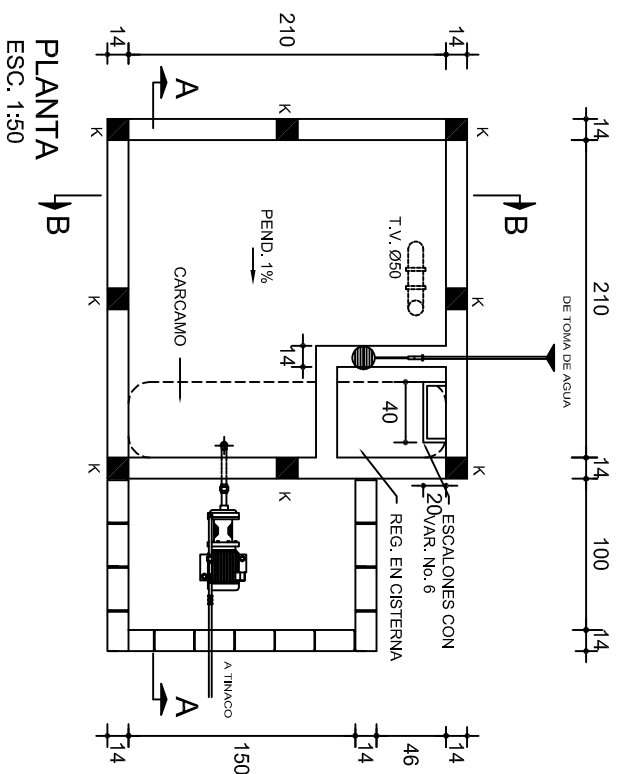 14
210
14
100
14
DE TOMA DE AGUA
14
210
14
A
B
B
K
K
K
K
K
K
K
K
T.V. Ø50
PEND. 1%
CARCAMO
14
40
20
ESCALONES CON
VAR. No. 6
REG. EN CISTERNA
A TINACO
A
14
46
14
150
14
PLANTA
ESC. 1:50